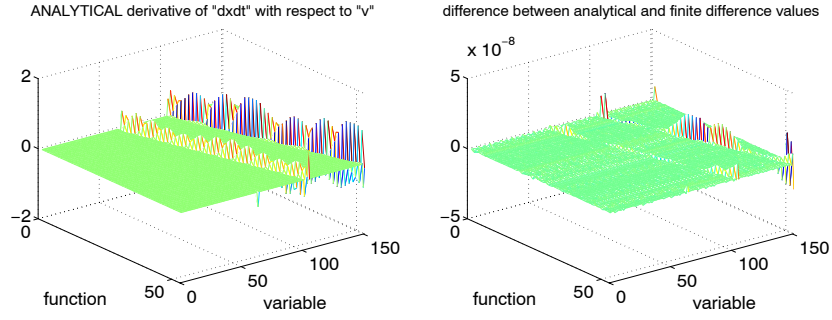 ANALYTICAL derivative of "dxdt" with respect to "v"
2
0
−2
0
50
function
0
50
100
150
variable
difference between analytical and finite difference values
x 10−8
5
0
−5
0
50
function
0
50
100
150
variable